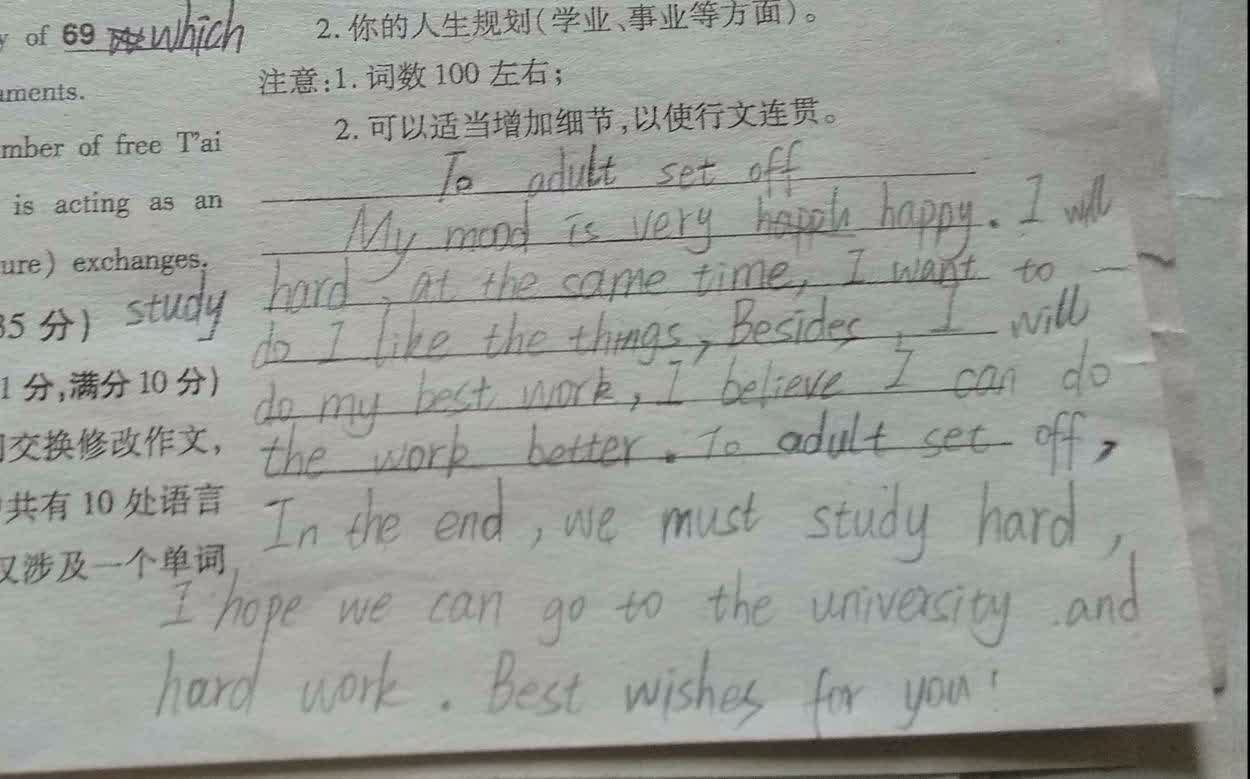 of 69 which
ments.
mber of free T'ai
is acting as an
ure) exchanges.
35 分)
1 分,满分 10 分)
交换修改作文,
共有 10 处语言
又涉及一个单词
2. 你的人生规划(学业、事业等方面)。
注意:1. 词数 100 左右;
2. 可以适当增加细节,以使行文连贯。
To adult set off
My mood is very happy. I will
study hard, at the same time, I want to
do I like the things, Besides, I will
do my best work, I believe I can do
the work better. To adult set off,
In the end, we must study hard,
I hope we can go to the university and
hard work. Best wishes for you!